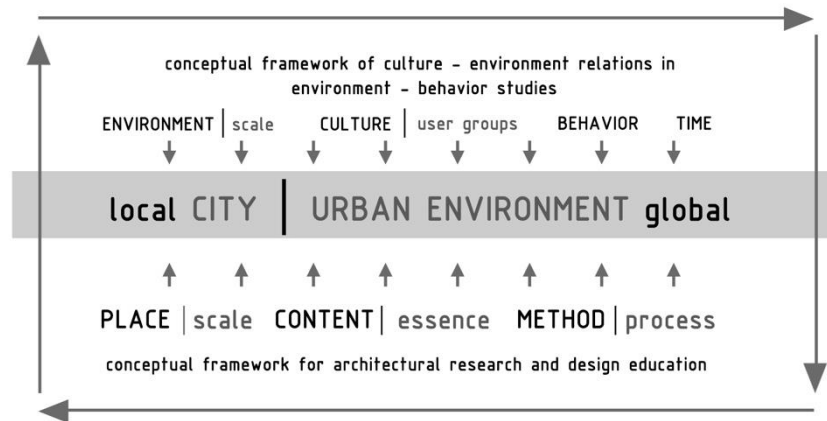 conceptual framework of culture - environment relations in
environment - behavior studies
ENVIRONMENT | scale CULTURE | user groups BEHAVIOR TIME
local CITY | URBAN ENVIRONMENT global
PLACE | scale CONTENT | essence METHOD | process
conceptual framework for architectural research and design education